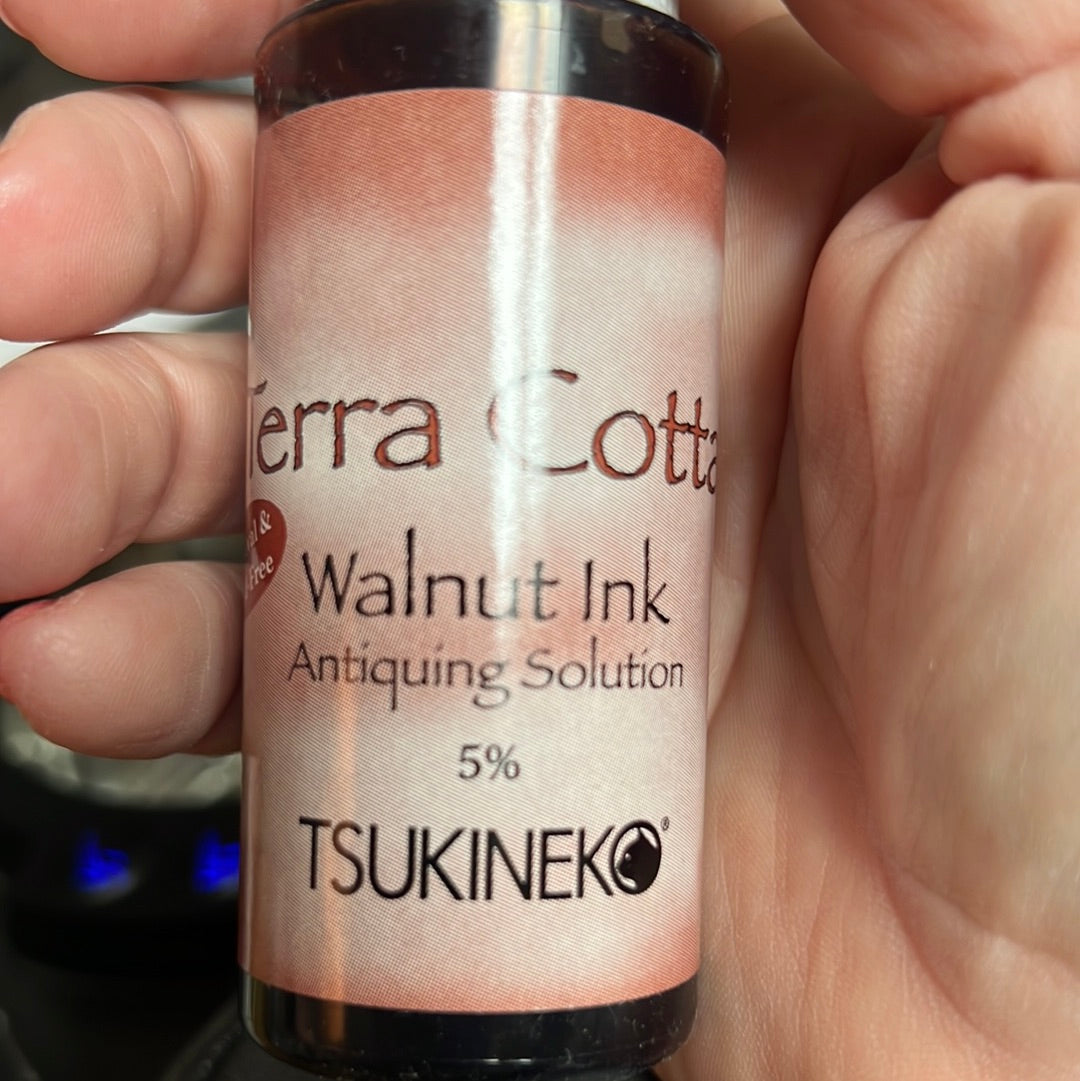 Terra Cotta
&
Free
Walnut Ink
Antiquing Solution
5%
TSUKINEKO®